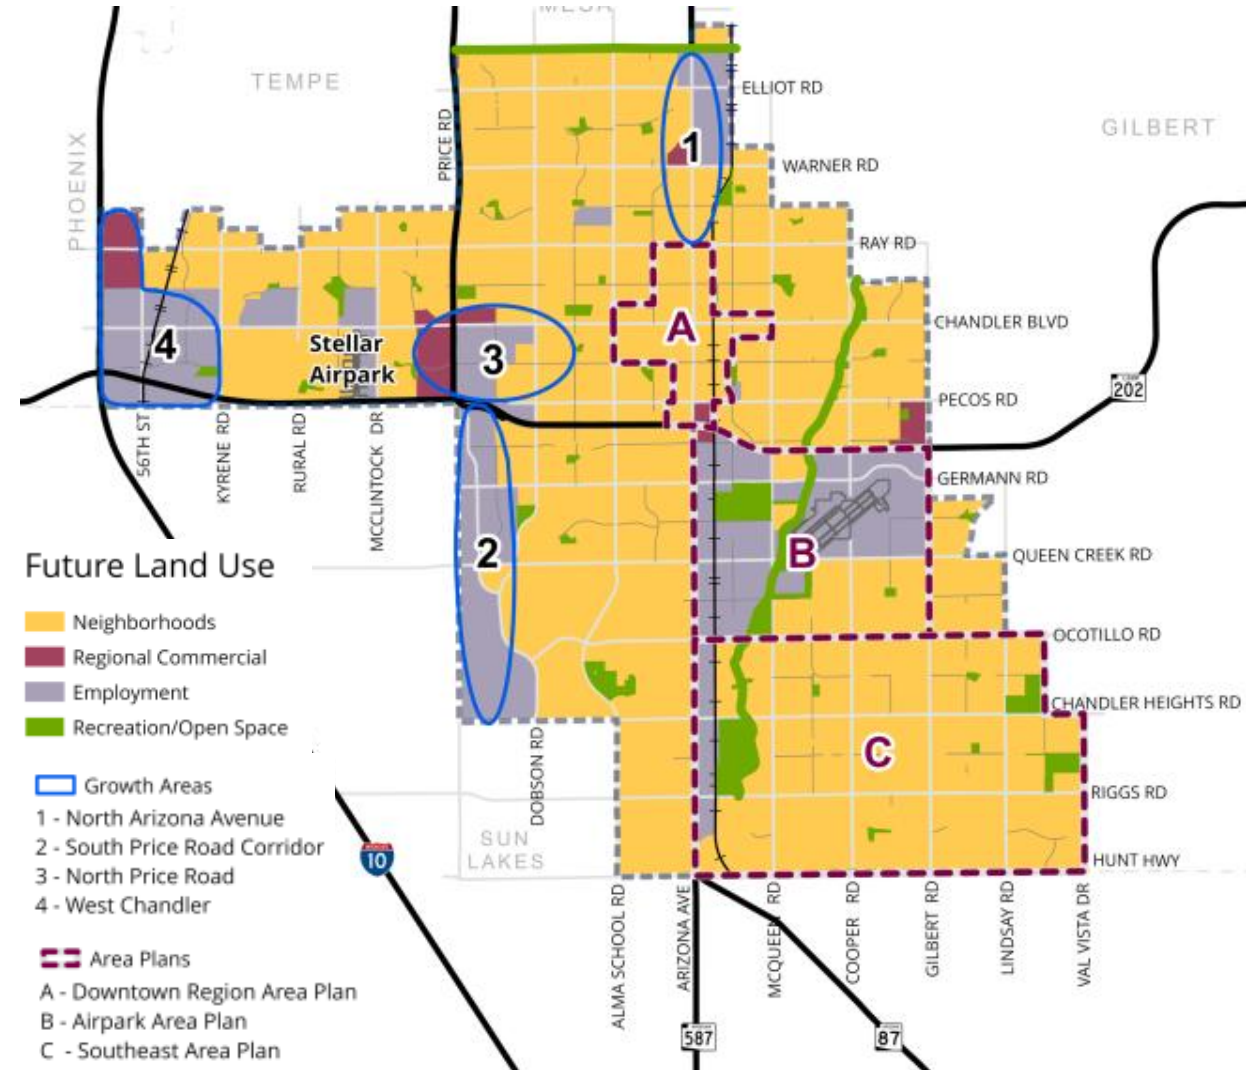 MESA
TEMPE
GILBERT
PHOENIX
PRICE RD
ELLIOT RD
1
WARNER RD
RAY RD
CHANDLER BLVD
A
Stellar
Airpark
3
4
202
PECOS RD
56TH ST
KYRENE RD
RURAL RD
MCCLINTOCK DR
GERMANN RD
2
B
QUEEN CREEK RD
OCOTILLO RD
CHANDLER HEIGHTS RD
C
RIGGS RD
HUNT HWY
DOBSON RD
SUN
LAKES
10
ALMA SCHOOL RD
ARIZONA AVE
MCQUEEN RD
COOPER RD
GILBERT RD
LINDSAY RD
VAL VISTA DR
587
87
Future Land Use
Neighborhoods
Regional Commercial
Employment
Recreation/Open Space
Growth Areas
1 - North Arizona Avenue
2 - South Price Road Corridor
3 - North Price Road
4 - West Chandler
Area Plans
A - Downtown Region Area Plan
B - Airpark Area Plan
C - Southeast Area Plan